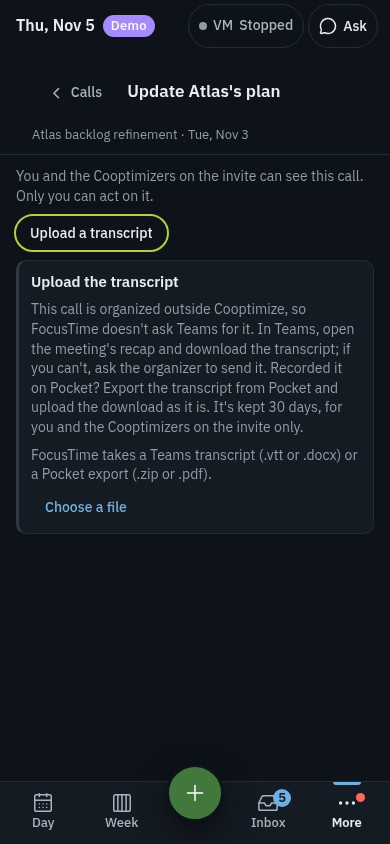 Thu, Nov 5 Demo VM Stopped Ask
Calls Update Atlas's plan
Atlas backlog refinement · Tue, Nov 3
You and the Cooptimizers on the invite can see this call.
Only you can act on it.
Upload a transcript
Upload the transcript
This call is organized outside Cooptimize, so
FocusTime doesn't ask Teams for it. In Teams, open
the meeting's recap and download the transcript; if
you can't, ask the organizer to send it. Recorded it
on Pocket? Export the transcript from Pocket and
upload the download as it is. It's kept 30 days, for
you and the Cooptimizers on the invite only.
FocusTime takes a Teams transcript (.vtt or .docx) or
a Pocket export (.zip or .pdf).
Choose a file
5
Day Week Inbox More